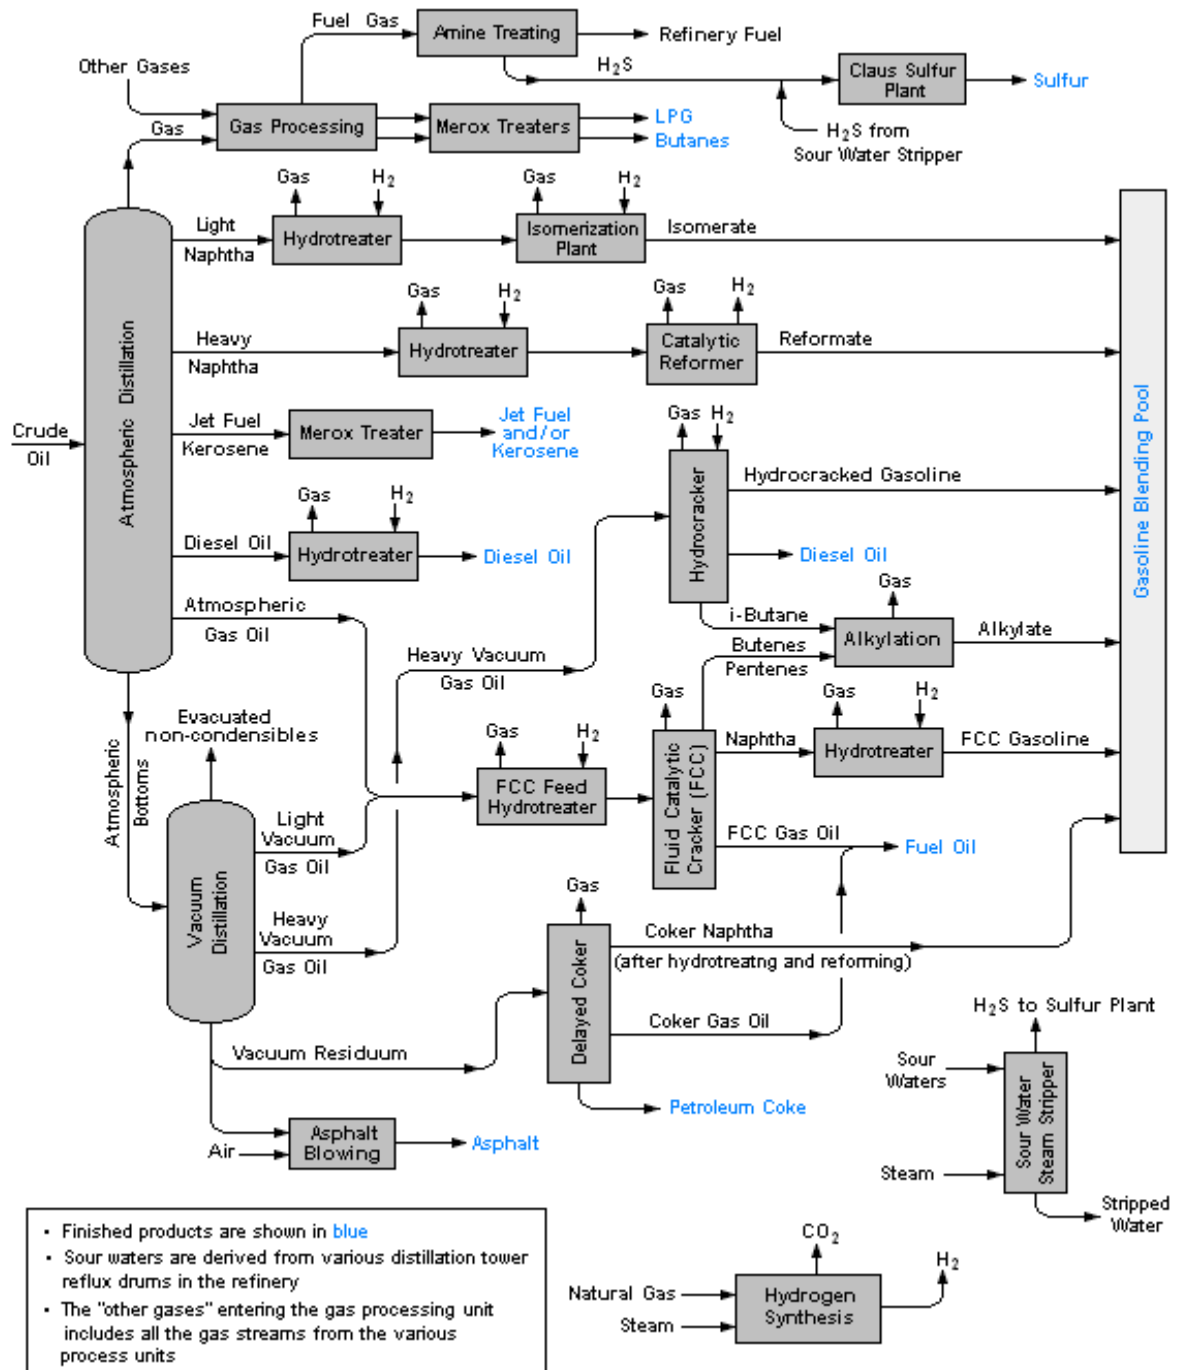 Fuel Gas
Amine Treating
Refinery Fuel
H₂S
Claus Sulfur
Plant
Sulfur
Other Gases
Gas
Gas Processing
Merox Treaters
LPG
Butanes
H₂S from
Sour Water Stripper
Gas
H₂
Gas
H₂
Light
Naphtha
Hydrotreater
Isomerization
Plant
Isomerate
Gas
H₂
Gas
H₂
Heavy
Naphtha
Hydrotreater
Catalytic
Reformer
Reformate
Atmospheric Distillation
Gasoline Blending Pool
Crude
Oil
Jet Fuel
Kerosene
Merox Treater
Jet Fuel
and/or
Kerosene
Gas
H₂
Hydrocracker
Hydrocracked Gasoline
Gas
H₂
Diesel Oil
Hydrotreater
Diesel Oil
Diesel Oil
Gas
i-Butane
Alkylation
Alkylate
Butenes
Pentenes
Atmospheric
Gas Oil
Heavy Vacuum
Gas Oil
Atmospheric
Bottoms
Evacuated
non-condensibles
Gas
H₂
FCC Feed
Hydrotreater
Gas
Fluid Catalytic
Cracker (FCC)
Naphtha
Gas
H₂
Hydrotreater
FCC Gasoline
Light
Vacuum
Gas Oil
FCC Gas Oil
Fuel Oil
Vacuum
Distillation
Heavy
Vacuum
Gas Oil
Gas
Delayed Coker
Coker Naphtha
(after hydrotreatng and reforming)
Coker Gas Oil
Vacuum Residuum
Petroleum Coke
Air
Asphalt
Blowing
Asphalt
H₂S to Sulfur Plant
Sour
Waters
Sour Water
Steam Stripper
Steam
Stripped
Water
• Finished products are shown in blue
• Sour waters are derived from various distillation tower
reflux drums in the refinery
• The "other gases" entering the gas processing unit
includes all the gas streams from the various
process units
CO₂
H₂
Natural Gas
Steam
Hydrogen
Synthesis